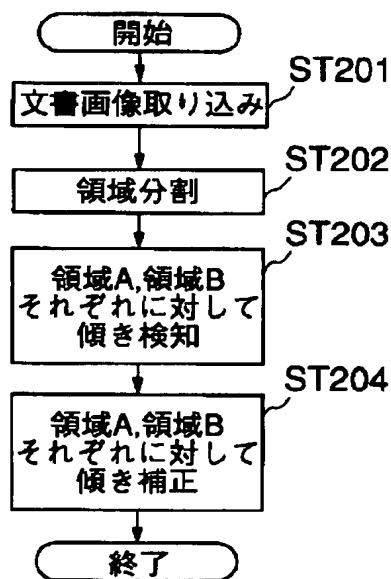 開始
ST201
文書画像取り込み
ST202
領域分割
ST203
領域A,領域B
それぞれに対して
傾き検知
ST204
領域A,領域B
それぞれに対して
傾き補正
終了